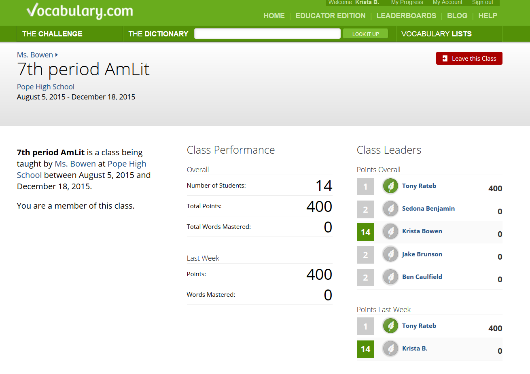 Welcome Krista B. My Progress My Account Sign out
Vocabulary.com
HOME EDUCATOR EDITION LEADERBOARDS BLOG HELP
THE CHALLENGE THE DICTIONARY LOOK IT UP VOCABULARY LISTS
Ms. Bowen
7th period AmLit
Leave this Class
Pope High School
August 5, 2015 - December 18, 2015
7th period AmLit is a class being
taught by Ms. Bowen at Pope High
School between August 5, 2015 and
December 18, 2015.
You are a member of this class.
Class Performance
Overall
Number of Students: 14
Total Points: 400
Total Words Mastered: 0
Last Week
Points: 400
Words Mastered: 0
Class Leaders
Points Overall
1 Tony Rateb 400
2 Sedona Benjamin 0
14 Krista Bowen 0
2 Jake Brunson 0
2 Ben Caulfield 0
Points Last Week
1 Tony Rateb 400
14 Krista B. 0